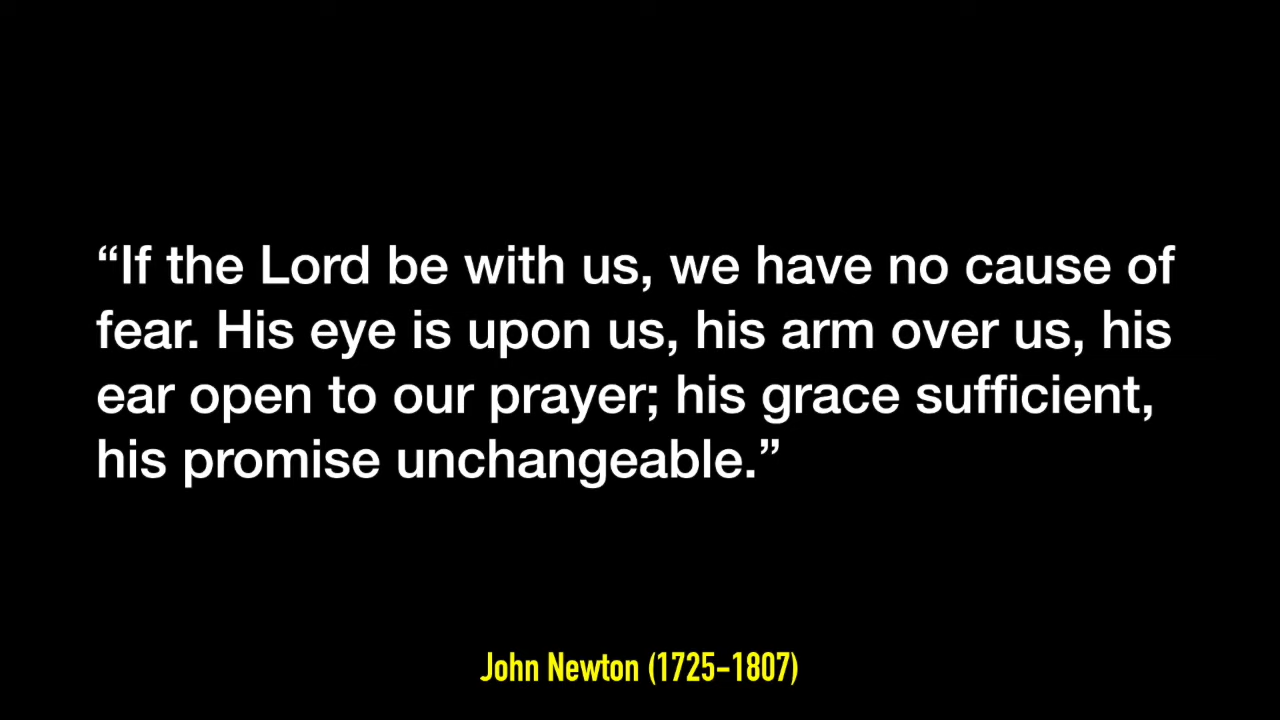 “If the Lord be with us, we have no cause of
fear. His eye is upon us, his arm over us, his
ear open to our prayer; his grace sufficient,
his promise unchangeable.”
John Newton (1725–1807)